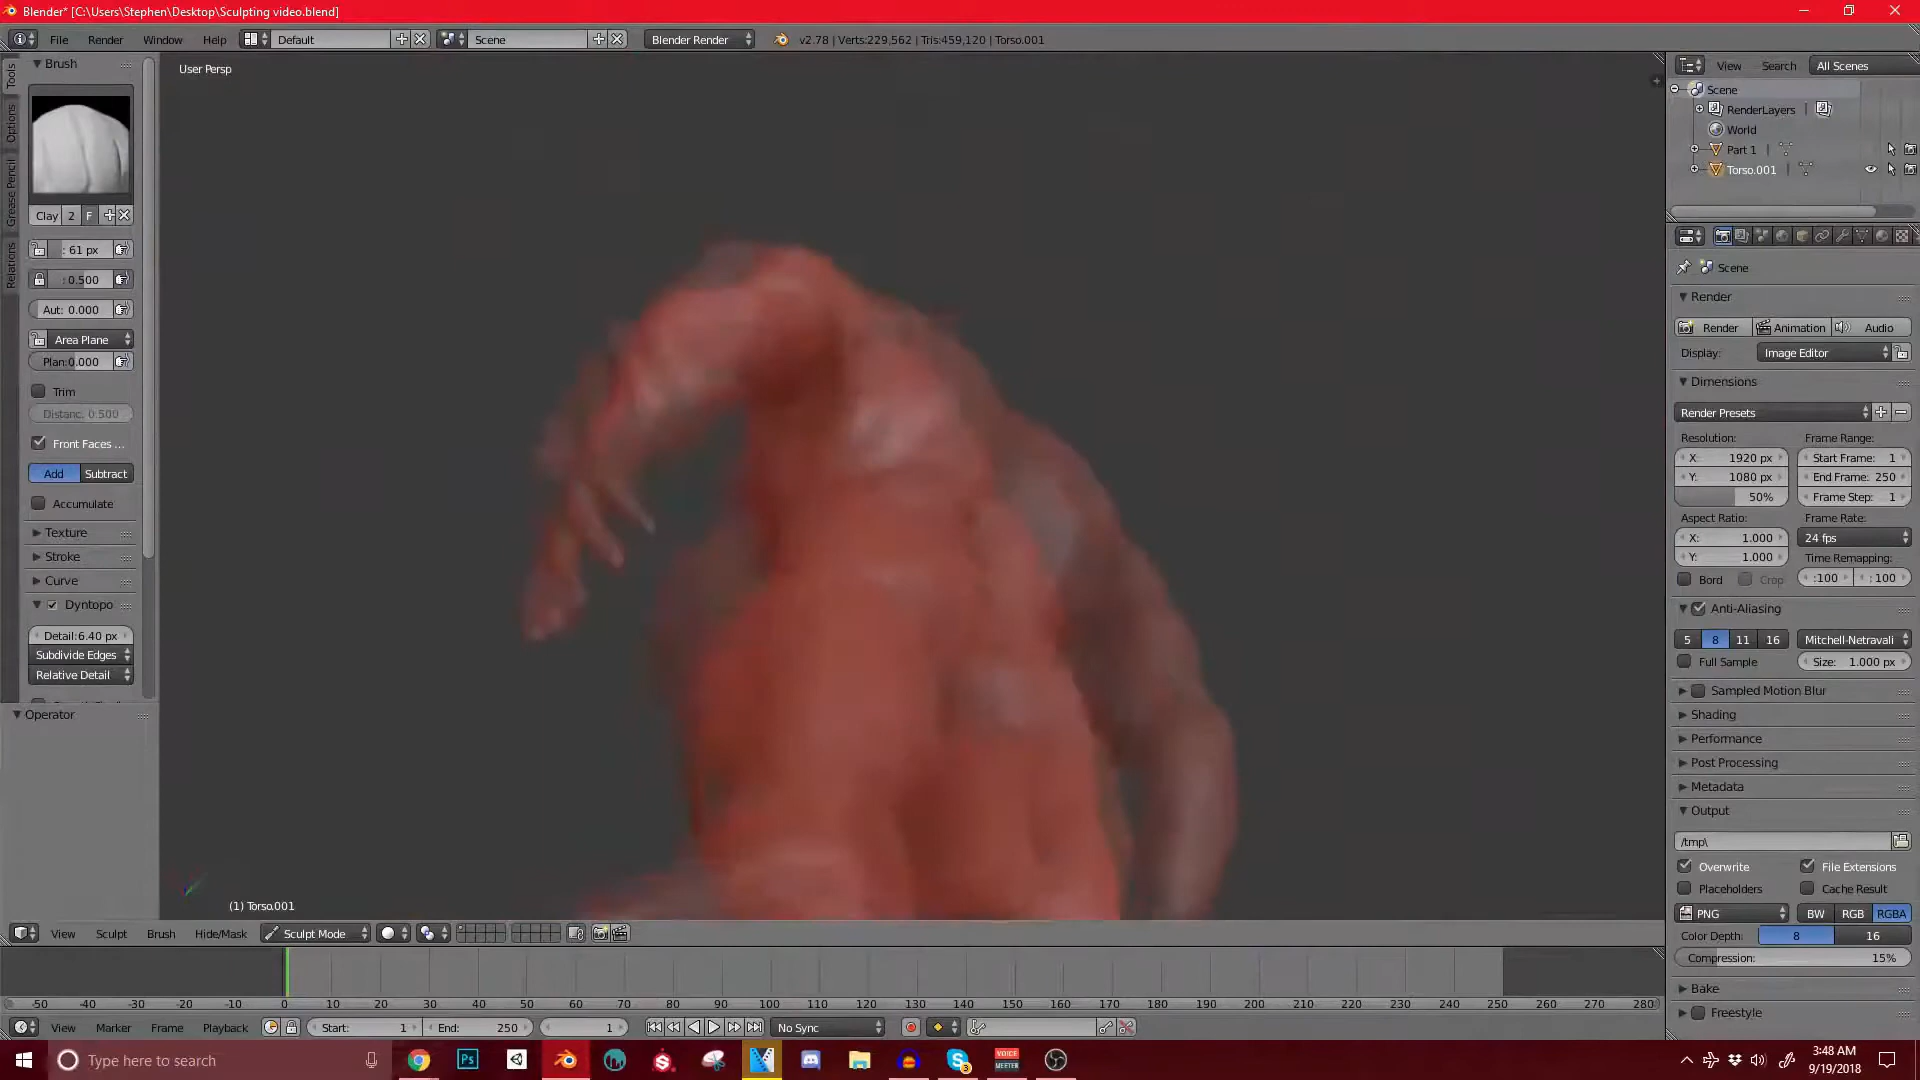 Blender* [C:\Users\Stephen\Desktop\Sculpting video.blend]
File Render Window Help Default Scene Blender Render v2.78 | Verts:229,562 | Tris:459,120 | Torso.001
Brush
User Persp
Tools
Options
Grease Pencil
Relations
Clay 2 F
: 61 px
: 0.500
Aut: 0.000
Area Plane
Plan:0.000
Trim
Distanc: 0.500
Front Faces ...
Add Subtract
Accumulate
Texture
Stroke
Curve
Dyntopo
Detail:6.40 px
Subdivide Edges
Relative Detail
Operator
(1) Torso.001
View Sculpt Brush Hide/Mask Sculpt Mode
-50 -40 -30 -20 -10 0 10 20 30 40 50 60 70 80 90 100 110 120 130 140 150 160 170 180 190 200 210 220 230 240 250 260 270 280
View Marker Frame Playback Start: 1 End: 250 1 No Sync
View Search All Scenes
Scene
RenderLayers
World
Part 1
Torso.001
Scene
Render
Render Animation Audio
Display: Image Editor
Dimensions
Render Presets
Resolution: Frame Range:
X: 1920 px Start Frame: 1
Y: 1080 px End Frame: 250
50% Frame Step: 1
Aspect Ratio: Frame Rate:
X: 1.000 24 fps
Y: 1.000 Time Remapping:
Bord Crop :100 : 100
Anti-Aliasing
5 8 11 16 Mitchell-Netravali
Full Sample Size: 1.000 px
Sampled Motion Blur
Shading
Performance
Post Processing
Metadata
Output
/tmp\
Overwrite File Extensions
Placeholders Cache Result
PNG BW RGB RGBA
Color Depth: 8 16
Compression: 15%
Bake
Freestyle
Type here to search
Ps
VOICE
MEETER
3:48 AM
9/19/2018